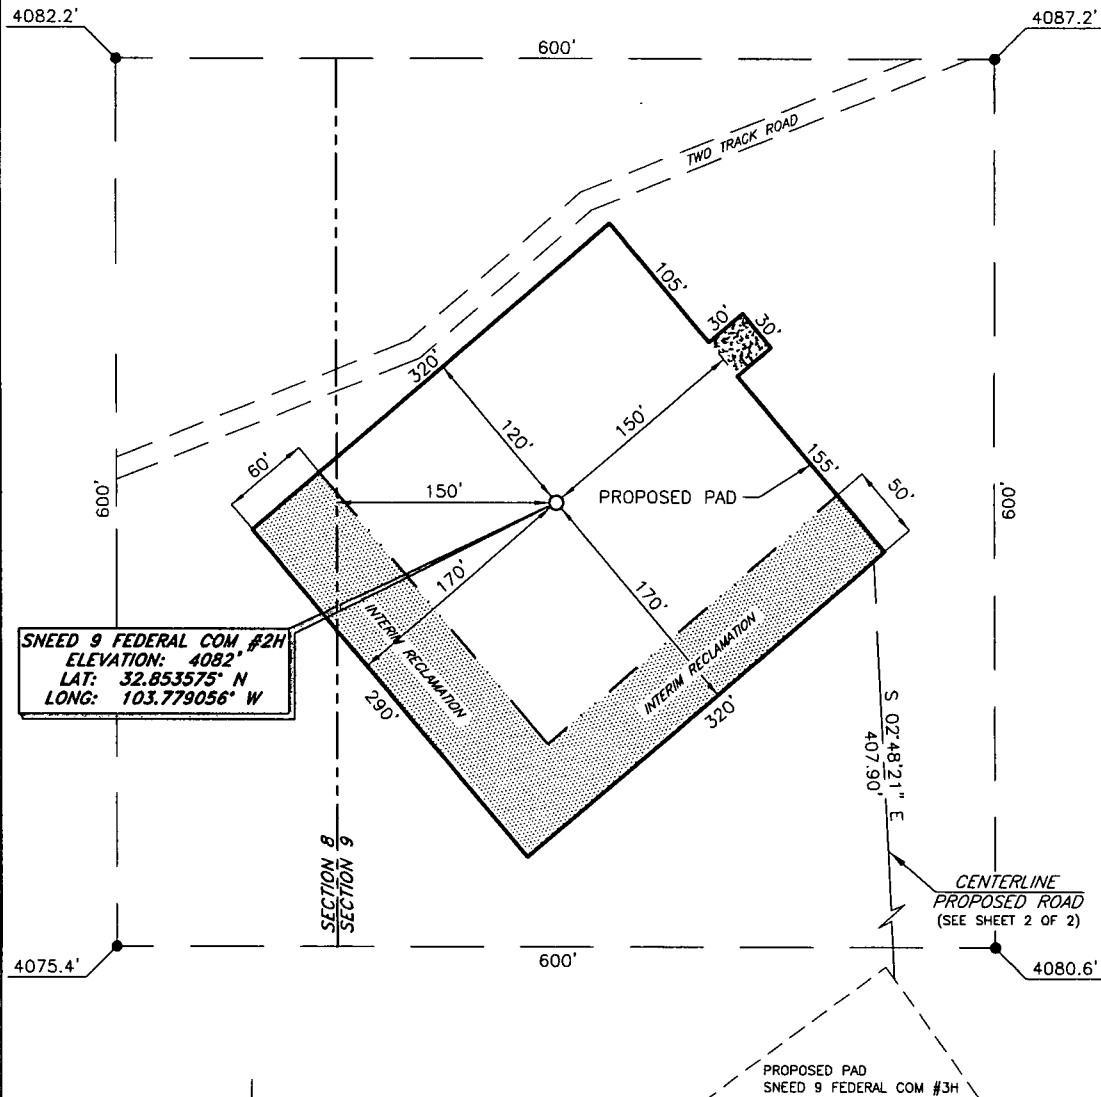 4082.2'
4087.2'
600'
TWO TRACK ROAD
105'
30'
30'
320'
120'
150'
60'
150'
PROPOSED PAD
155'
50'
600'
600'
170'
170'
SNEED 9 FEDERAL COM #2H
ELEVATION: 4082'
LAT: 32.853575° N
LONG: 103.779056° W
INTERIM RECLAMATION
INTERIM RECLAMATION
290'
320'
S 02°48'21" E
407.90'
SECTION 8
SECTION 9
CENTERLINE
PROPOSED ROAD
(SEE SHEET 2 OF 2)
4075.4'
600'
4080.6'
PROPOSED PAD
SNEED 9 FEDERAL COM #3H